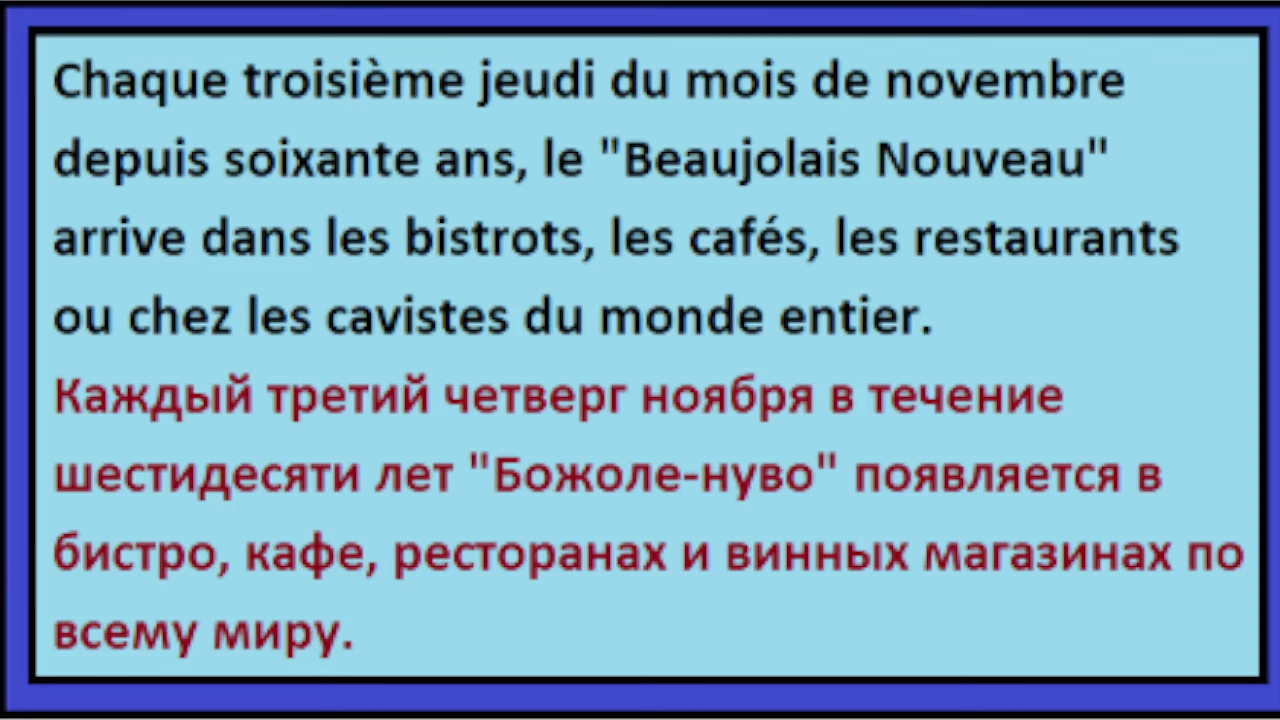 Chaque troisième jeudi du mois de novembre
depuis soixante ans, le "Beaujolais Nouveau"
arrive dans les bistrots, les cafés, les restaurants
ou chez les cavistes du monde entier.
Каждый третий четверг ноября в течение
шестидесяти лет "Божоле-нуво" появляется в
бистро, кафе, ресторанах и винных магазинах по
всему миру.